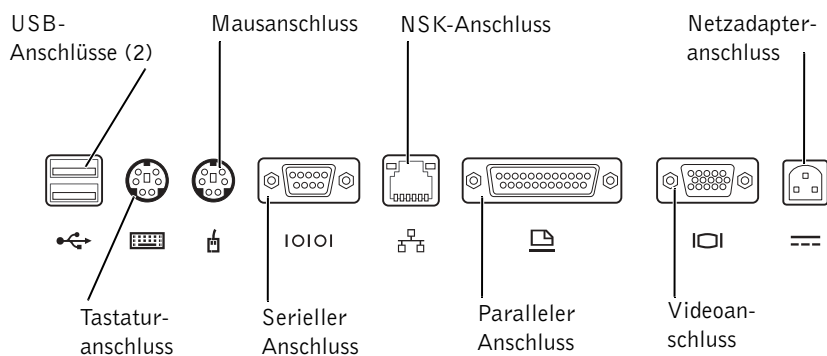 USB-
Anschlüsse (2)
Mausanschluss
NSK-Anschluss
Netzadapter-
anschluss
IOIOI
Tastatur-
anschluss
Serieller
Anschluss
Paralleler
Anschluss
Videoan-
schluss